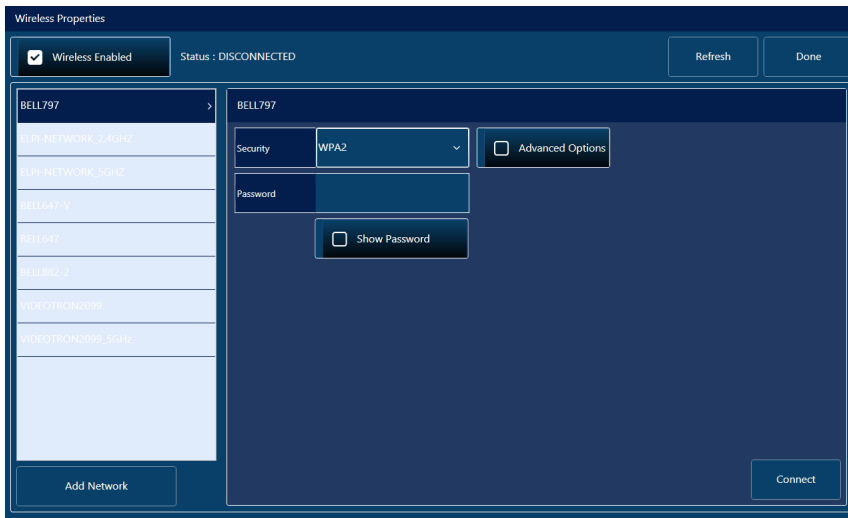 Wireless Properties
Wireless Enabled
Status : DISCONNECTED
Refresh
Done
BELL797
ELPI-NETWORK_2.4GHZ
ELPI-NETWORK_5GHZ
BELL647-V
BELL647
BELL882-2
VIDEOTRON2099
VIDEOTRON2099_5GHz
Add Network
BELL797
Security
WPA2
Advanced Options
Password
Show Password
Connect